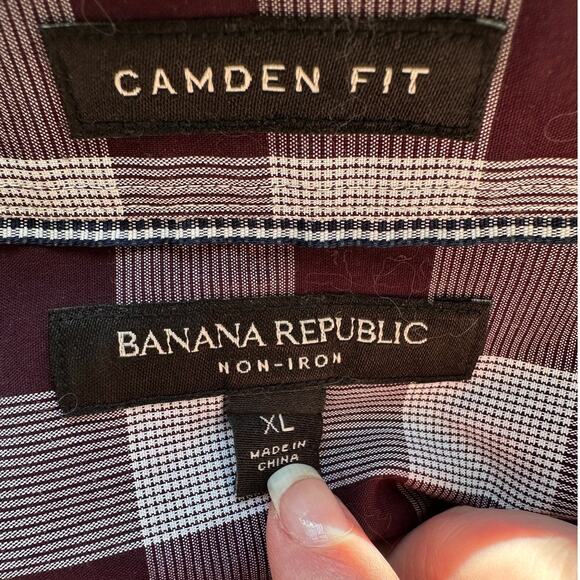 CAMDEN FIT
BANANA REPUBLIC
NON-IRON
XL
MADE IN
CHINA